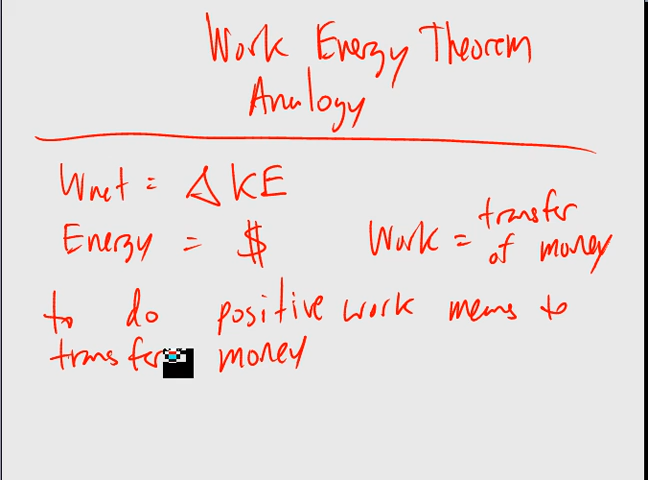 Work Energy Theorem
Analogy
Wnet = ΔKE
Energy = $
Work = transfer of money
to do positive work means to
transfer money